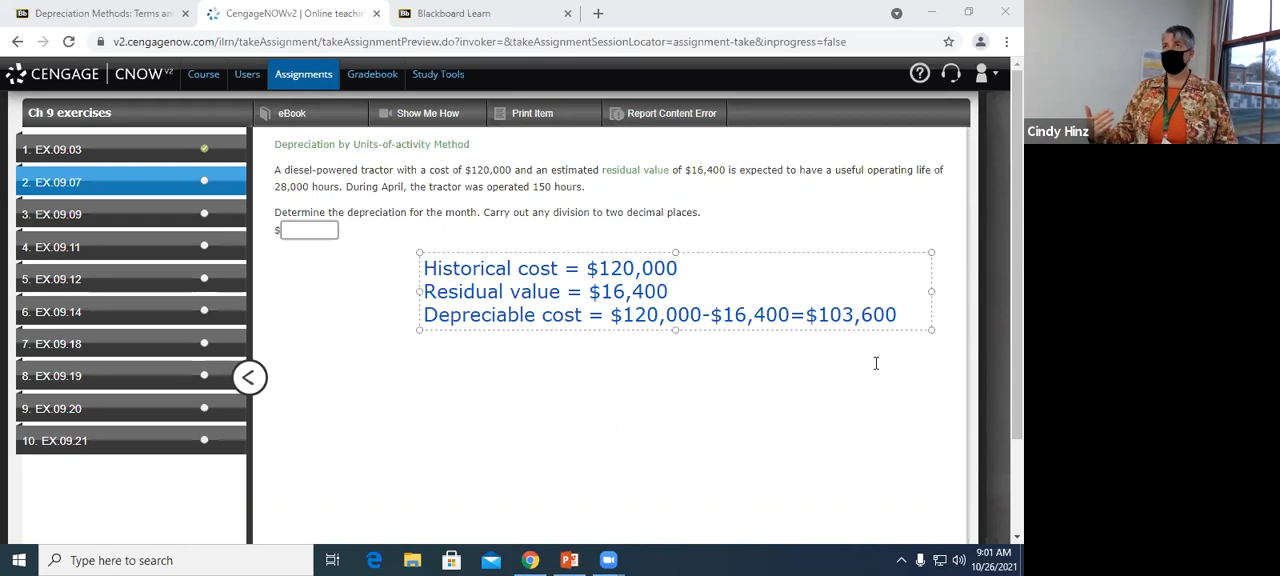 Depreciation Methods: Terms an
CengageNOWv2 | Online teachin
Blackboard Learn
v2.cengagenow.com/ilrn/takeAssignment/takeAssignmentPreview.do?invoker=&takeAssignmentSessionLocator=assignment-take&inprogress=false
CENGAGE | CNOWv2
Course
Users
Assignments
Gradebook
Study Tools
Ch 9 exercises
eBook
Show Me How
Print Item
Report Content Error
1. EX.09.03
2. EX.09.07
3. EX.09.09
4. EX.09.11
5. EX.09.12
6. EX.09.14
7. EX.09.18
8. EX.09.19
9. EX.09.20
10. EX.09.21
Depreciation by Units-of-activity Method
A diesel-powered tractor with a cost of $120,000 and an estimated residual value of $16,400 is expected to have a useful operating life of
28,000 hours. During April, the tractor was operated 150 hours.
Determine the depreciation for the month. Carry out any division to two decimal places.
$
Historical cost = $120,000
Residual value = $16,400
Depreciable cost = $120,000-$16,400=$103,600
Cindy Hinz
Type here to search
9:01 AM
10/26/2021